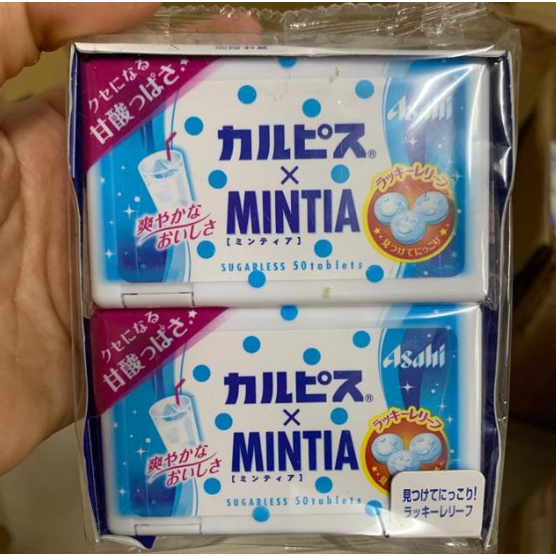 クセになる
甘酸っぱさ
Asahi
カルピス®
×
MINTIA
[ミンティア]
SUGARLESS 50tablets
爽やかな
おいしさ
ラッキーレリーフ
見つけてにっこり
クセになる
甘酸っぱさ
Asahi
カルピス®
×
MINTIA
[ミンティア]
SUGARLESS 50tablets
爽やかな
おいしさ
ラッキーレリーフ
見つけてにっこり!
ラッキーレリーフ